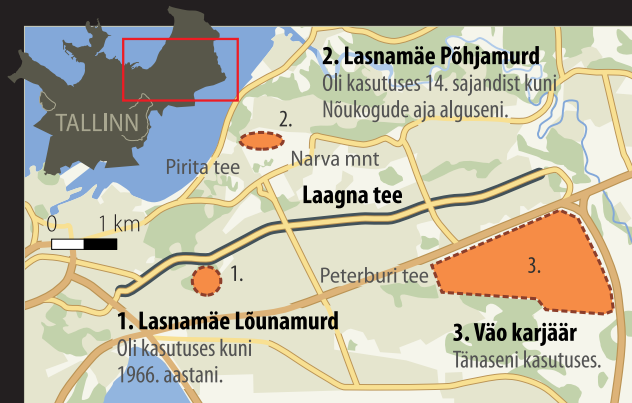 TALLINN
2. Lasnamäe Põhjamurd
Oli kasutuses 14. sajandist kuni
Nõukogude aja alguseni.
2.
Pirita tee
Narva mnt
Laagna tee
0 1 km
1.
Peterburi tee
3.
1. Lasnamäe Lõunamurd
Oli kasutuses kuni
1966. aastani.
3. Väo karjäär
Tänaseni kasutuses.